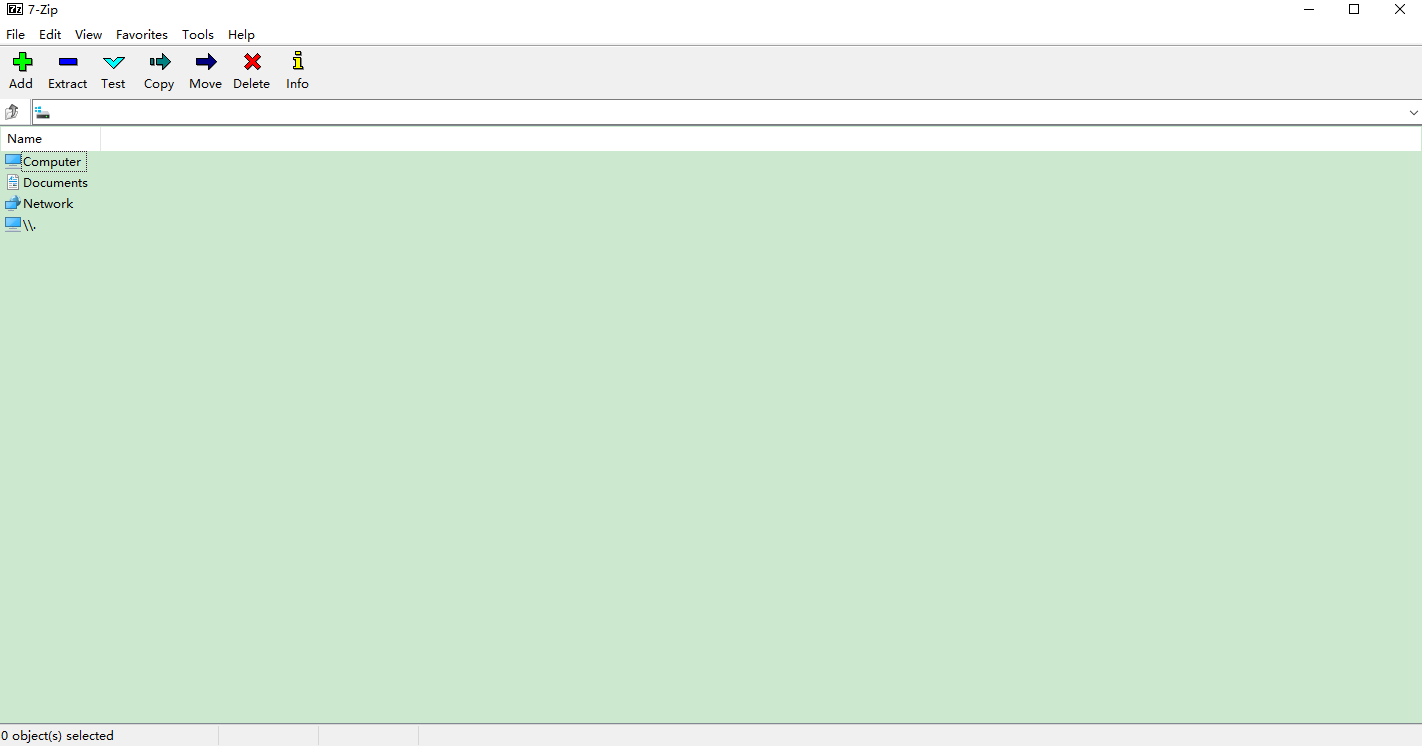 7-Zip
File Edit View Favorites Tools Help
Add Extract Test Copy Move Delete Info
Name
Computer
Documents
Network
\\.
0 object(s) selected